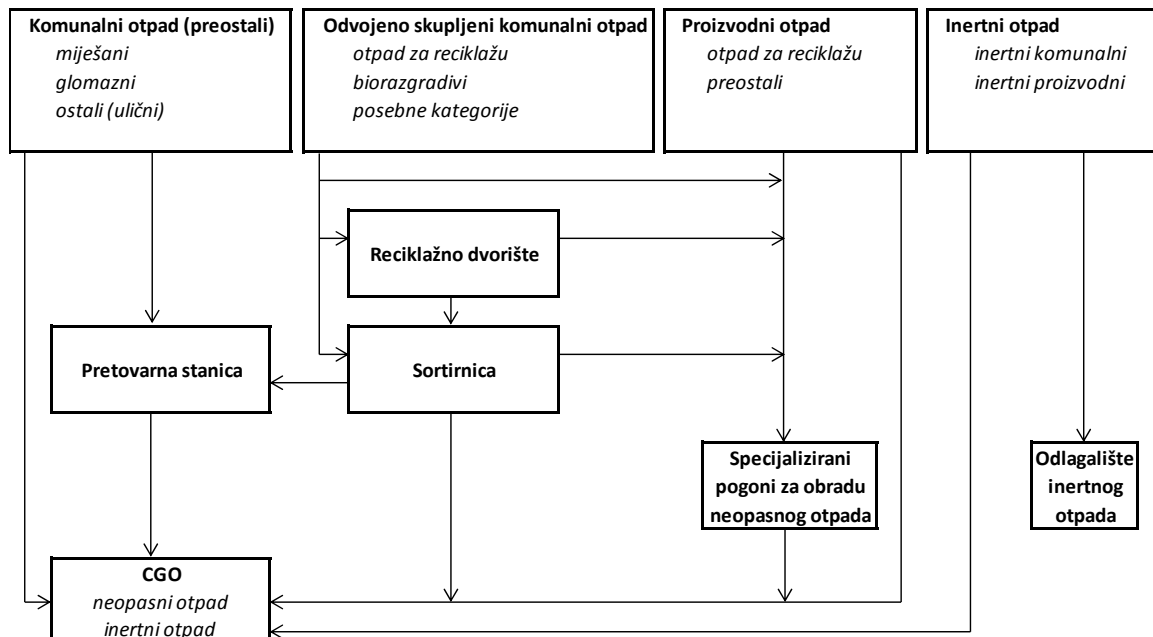 Komunalni otpad (preostali)
miješani
glomazni
ostali (ulični)
Odvojeno skupljeni komunalni otpad
otpad za reciklažu
biorazgradivi
posebne kategorije
Proizvodni otpad
otpad za reciklažu
preostali
Inertni otpad
inertni komunalni
inertni proizvodni
Reciklažno dvorište
Pretovarna stanica
Sortirnica
Specijalizirani
pogoni za obradu
neopasnog otpada
Odlagalište
inertnog
otpada
CGO
neopasni otpad
inertni otpad